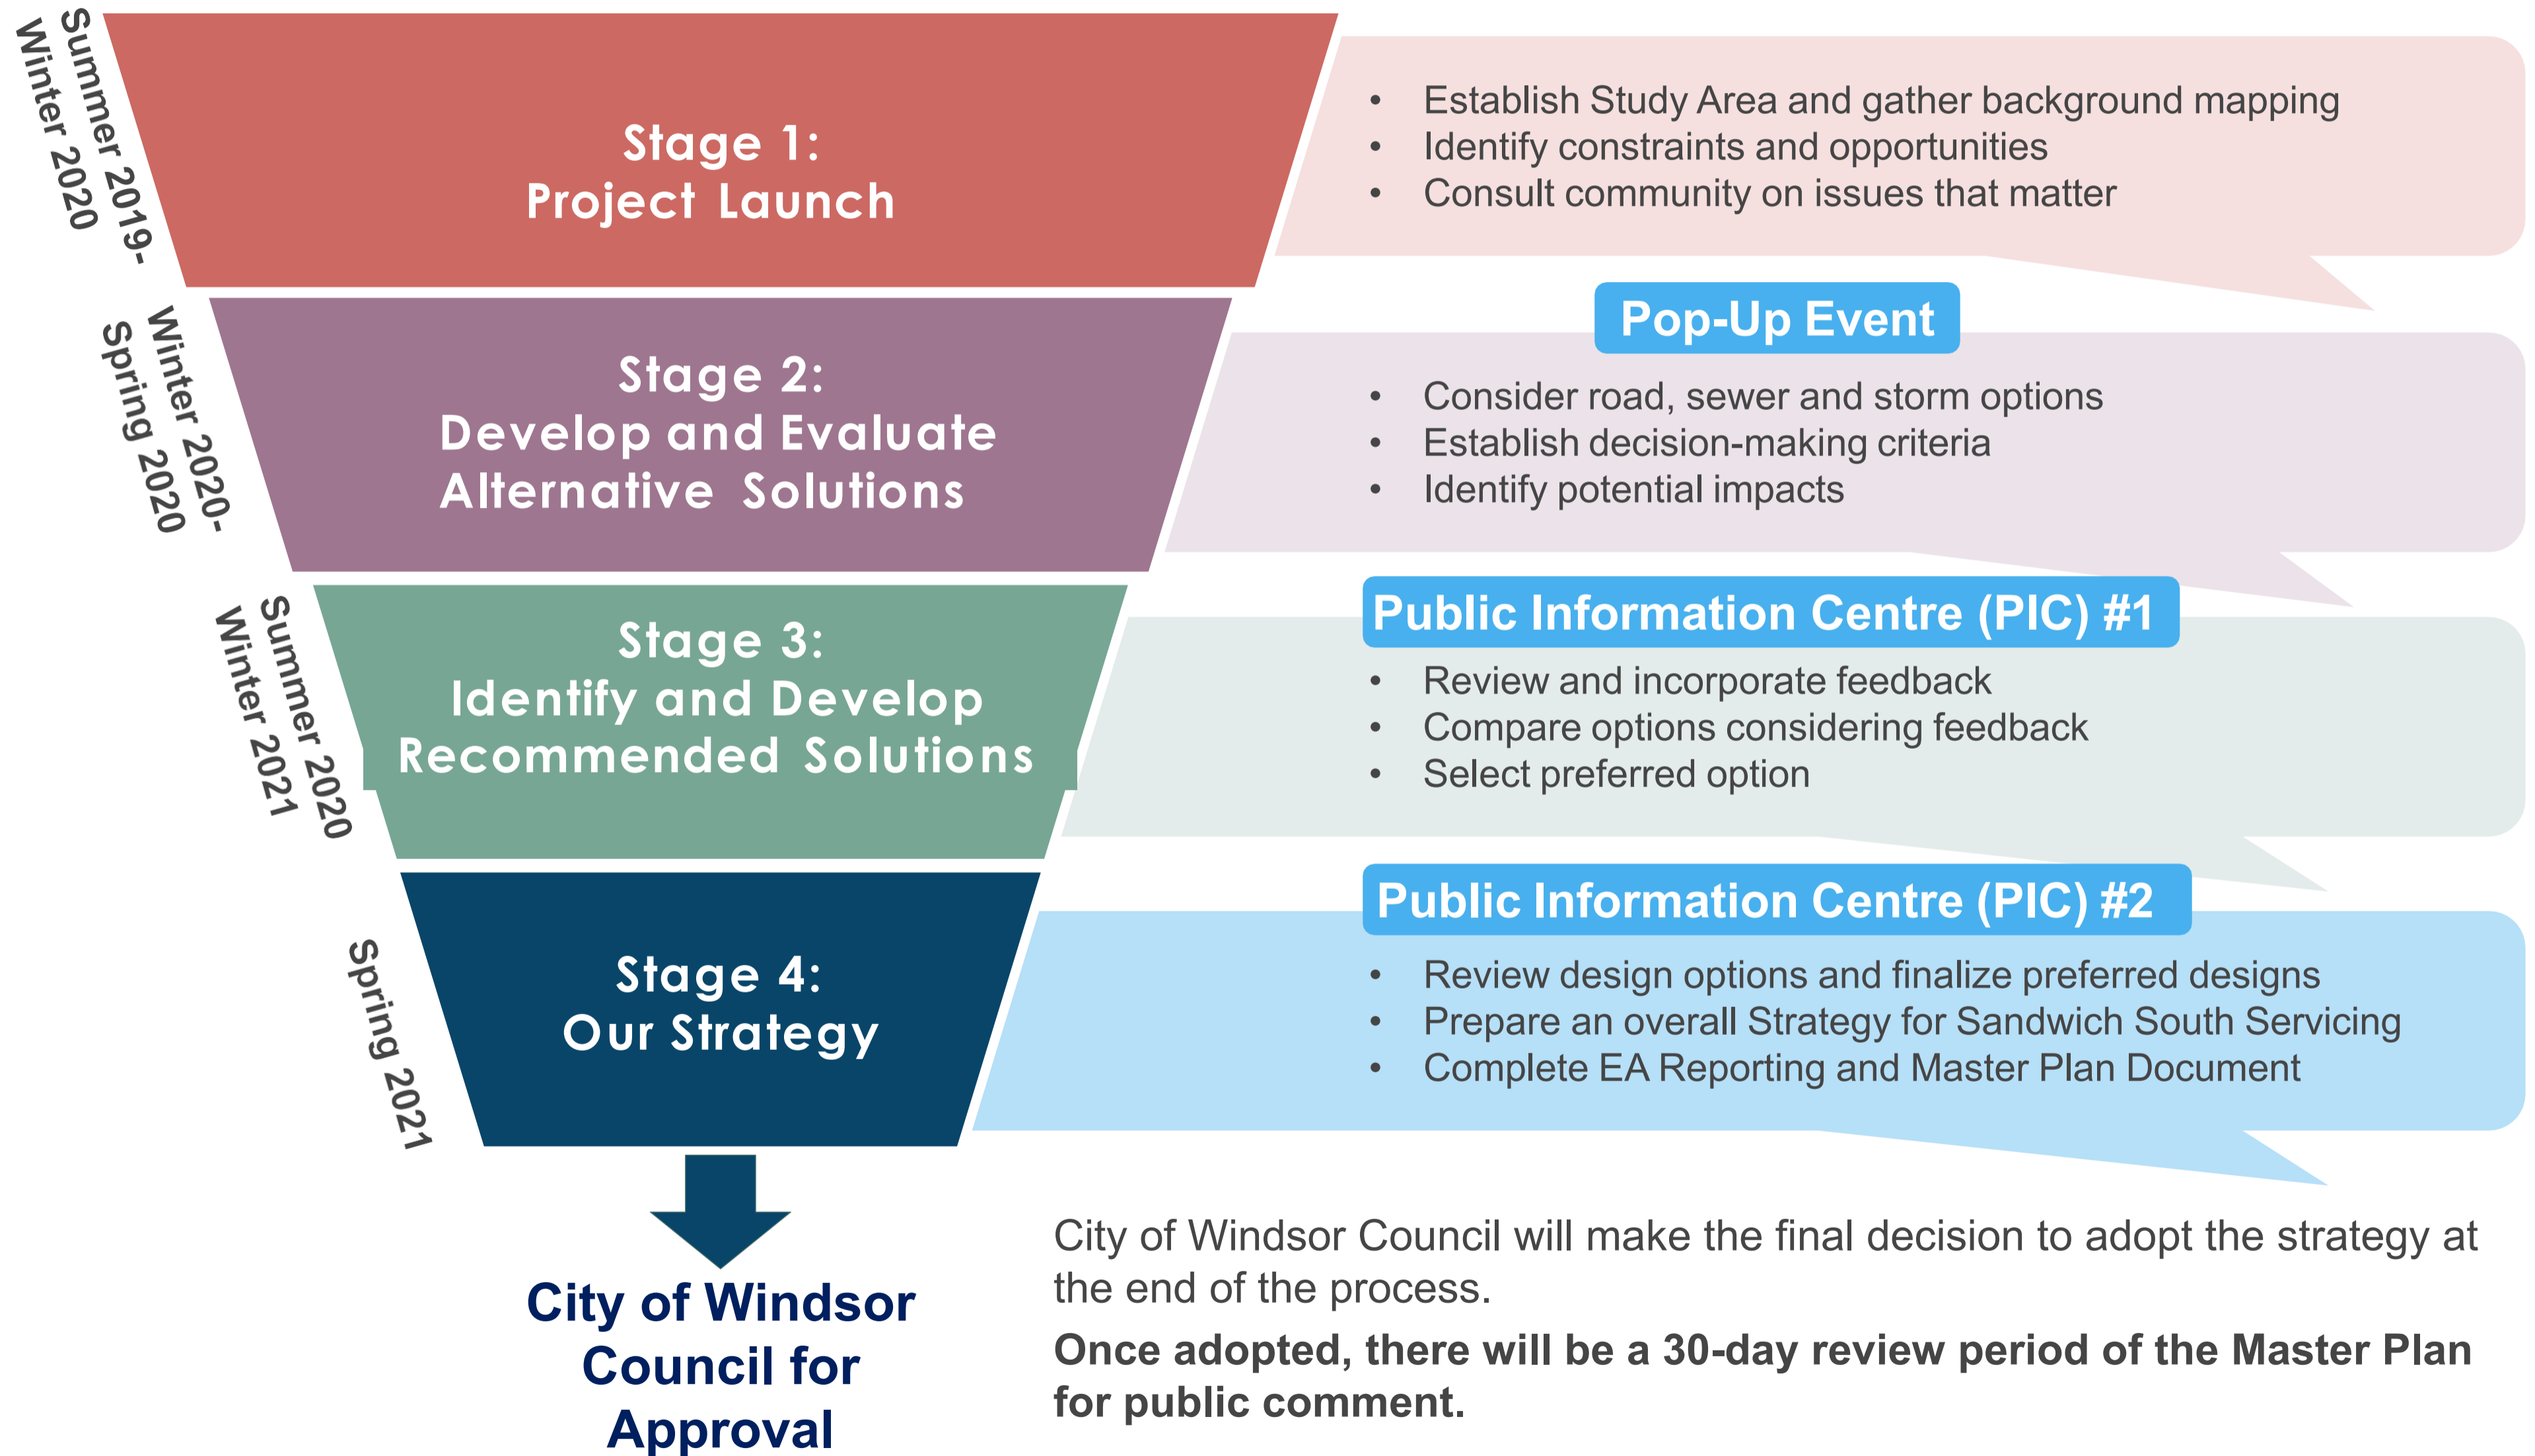 Summer 2019-
Winter 2020
Stage 1:
Project Launch
• Establish Study Area and gather background mapping
• Identify constraints and opportunities
• Consult community on issues that matter
Winter 2020-
Spring 2020
Stage 2:
Develop and Evaluate
Alternative Solutions
Pop-Up Event
• Consider road, sewer and storm options
• Establish decision-making criteria
• Identify potential impacts
Summer 2020
Winter 2021
Stage 3:
Identify and Develop
Recommended Solutions
Public Information Centre (PIC) #1
• Review and incorporate feedback
• Compare options considering feedback
• Select preferred option
Spring 2021
Stage 4:
Our Strategy
Public Information Centre (PIC) #2
• Review design options and finalize preferred designs
• Prepare an overall Strategy for Sandwich South Servicing
• Complete EA Reporting and Master Plan Document
City of Windsor
Council for
Approval
City of Windsor Council will make the final decision to adopt the strategy at
the end of the process.
Once adopted, there will be a 30-day review period of the Master Plan
for public comment.